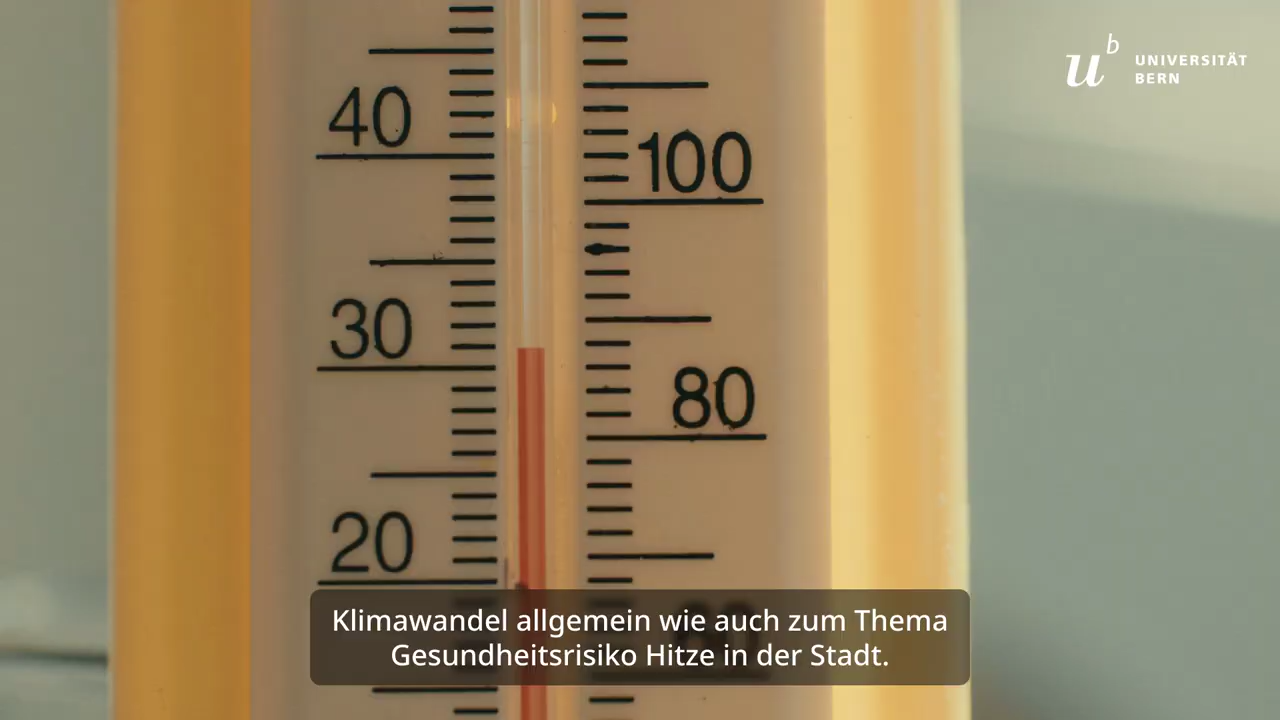 u b UNIVERSITÄT
BERN
40
100
30
80
20
Klimawandel allgemein wie auch zum Thema
Gesundheitsrisiko Hitze in der Stadt.